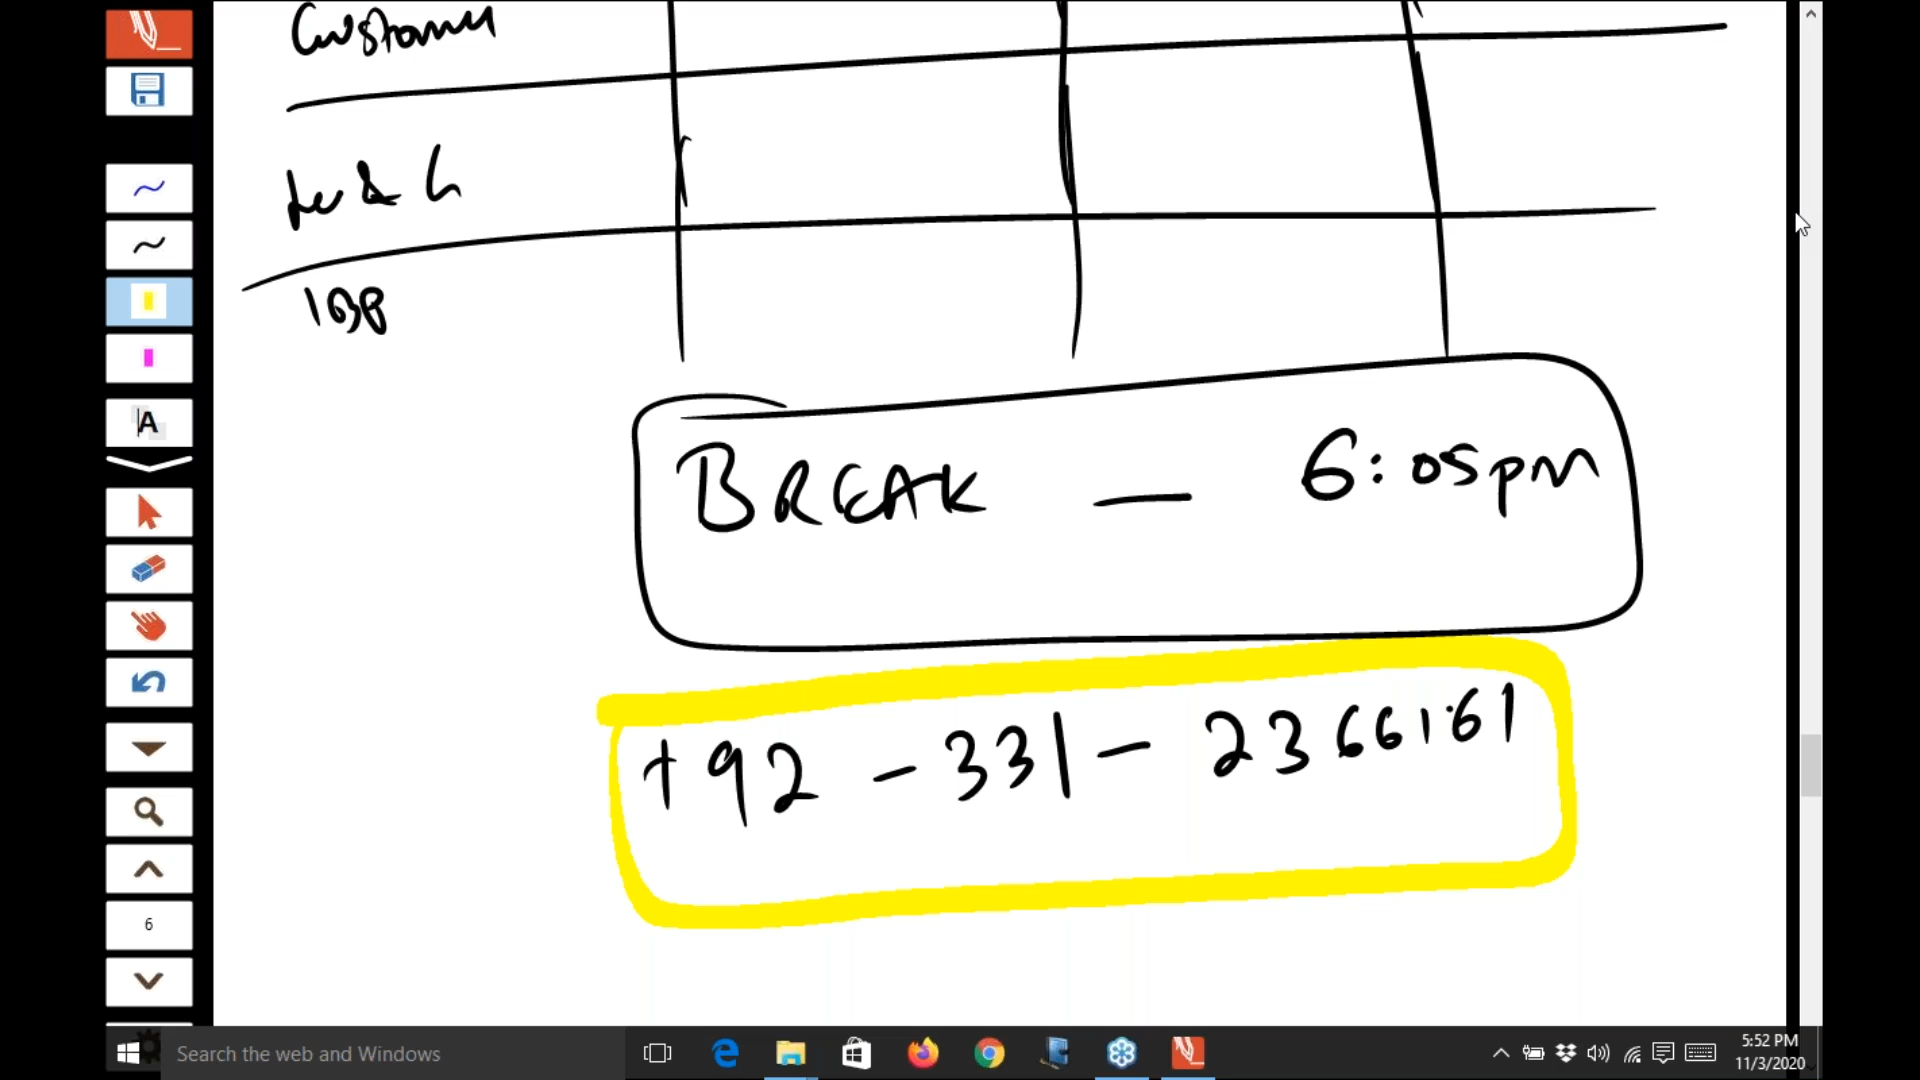 Customer
L & G
IBP
BREAK — 6:05pm
+92 - 331 - 2366161
A
6
Search the web and Windows
5:52 PM
11/3/2020